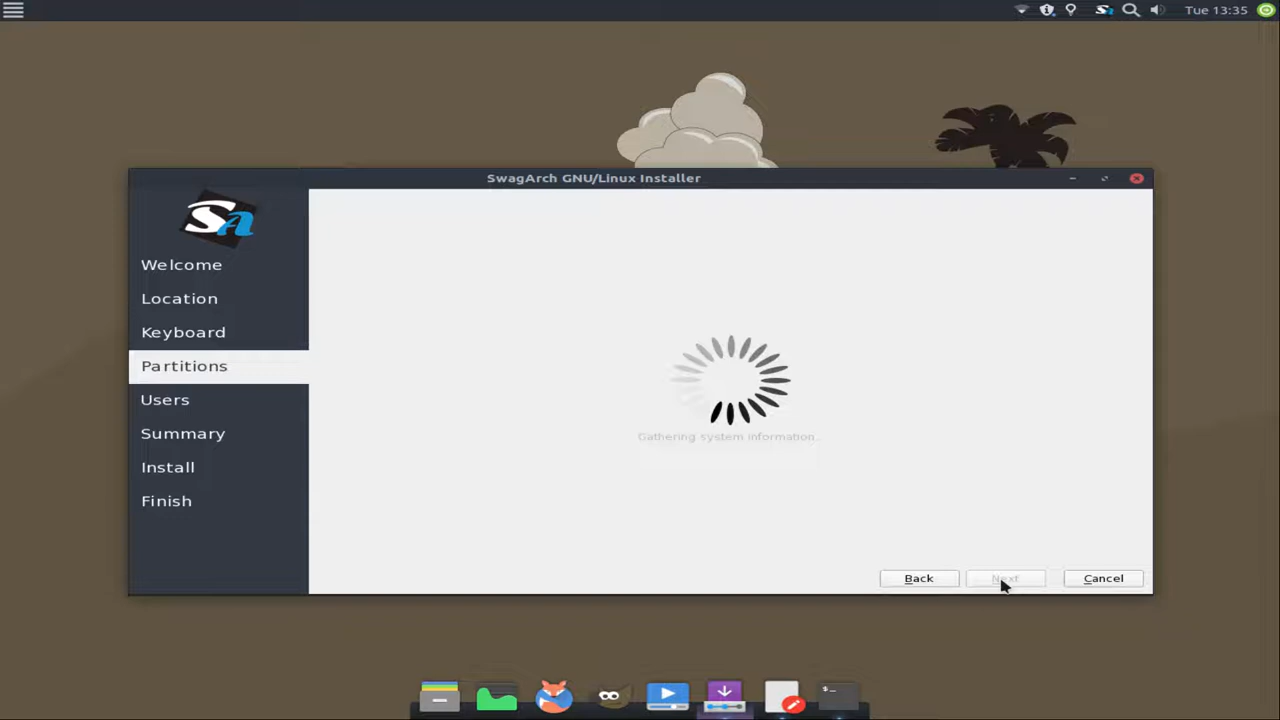 Tue 13:35
SwagArch GNU/Linux Installer
SA
Welcome
Location
Keyboard
Partitions
Users
Summary
Install
Finish
Gathering system information.
Back
Next
Cancel